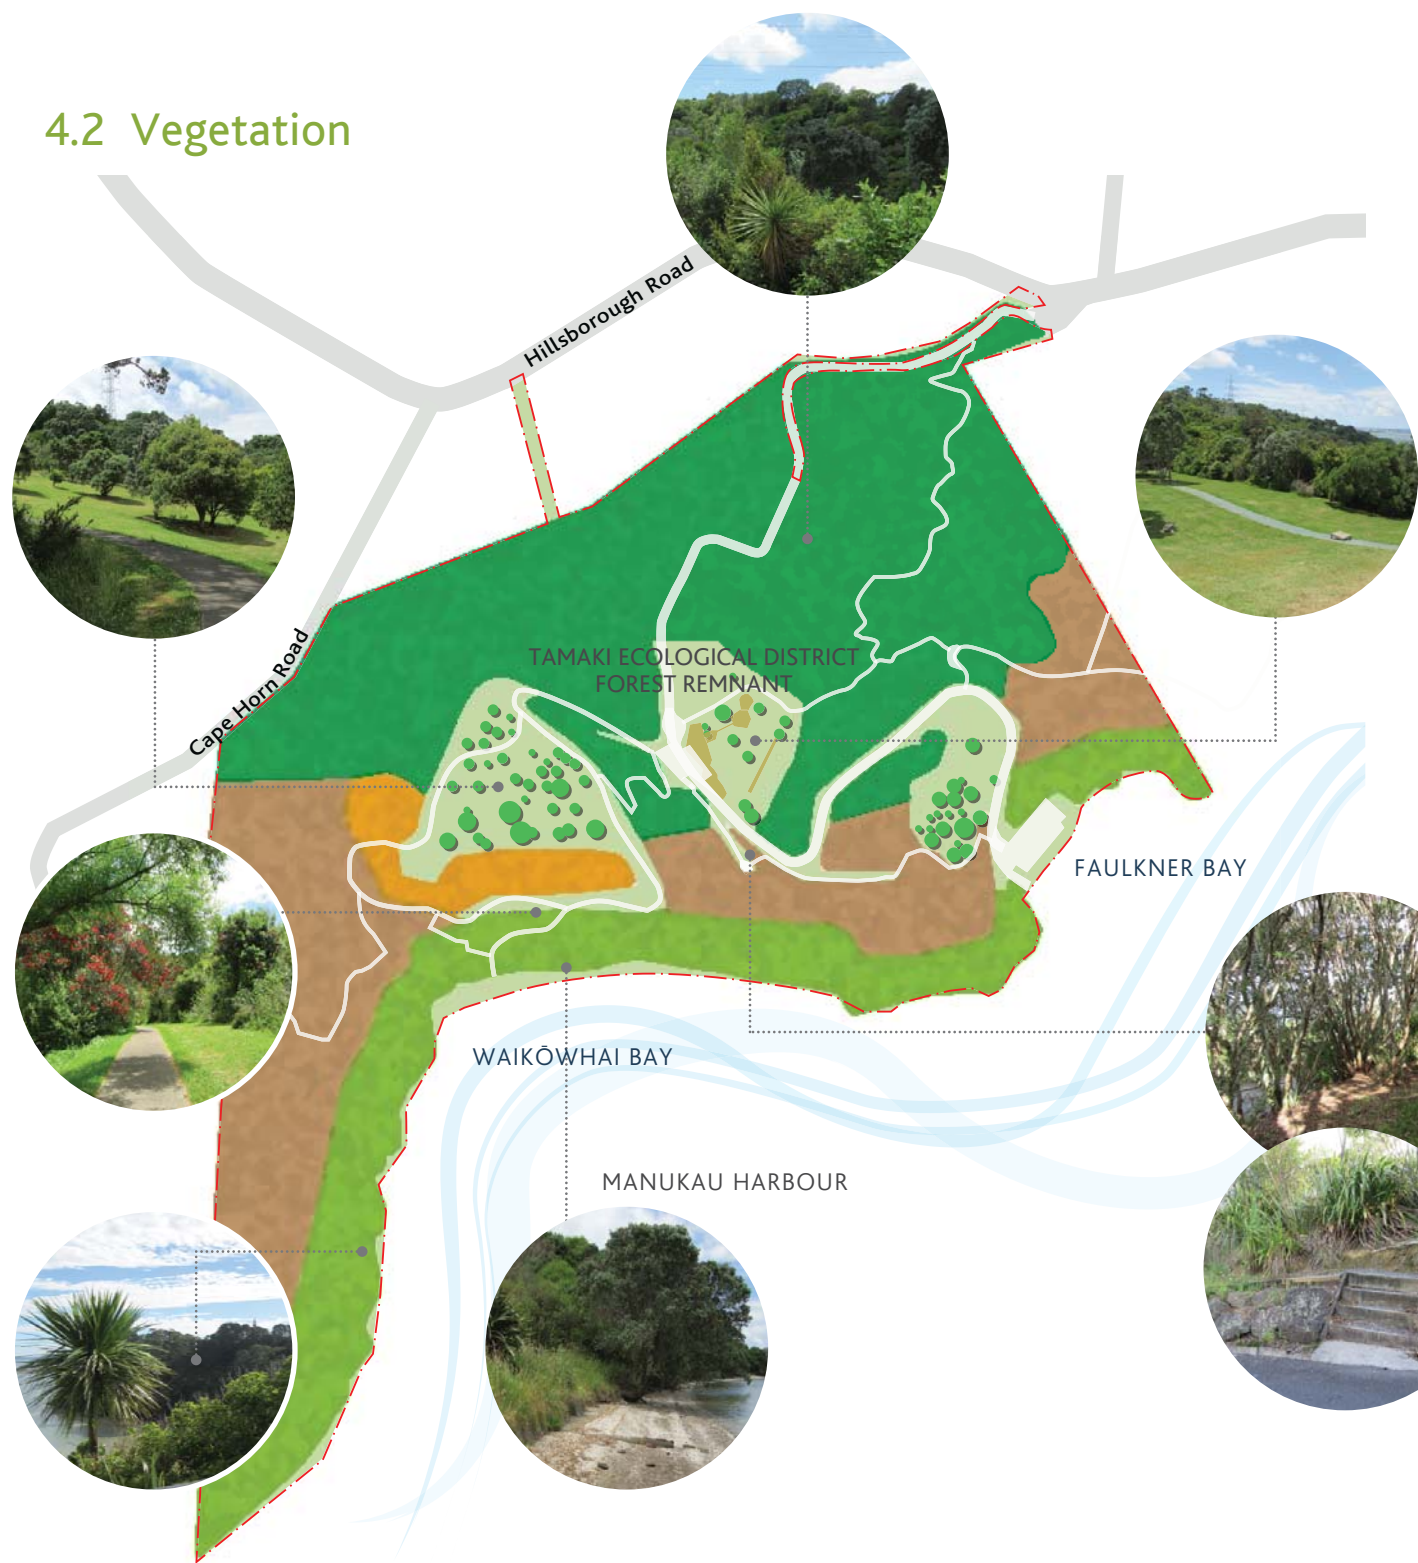 4.2 Vegetation
Hillsborough Road
Cape Horn Road
TAMAKI ECOLOGICAL DISTRICT
FOREST REMNANT
FAULKNER BAY
WAIKŌWHAI BAY
MANUKAU HARBOUR